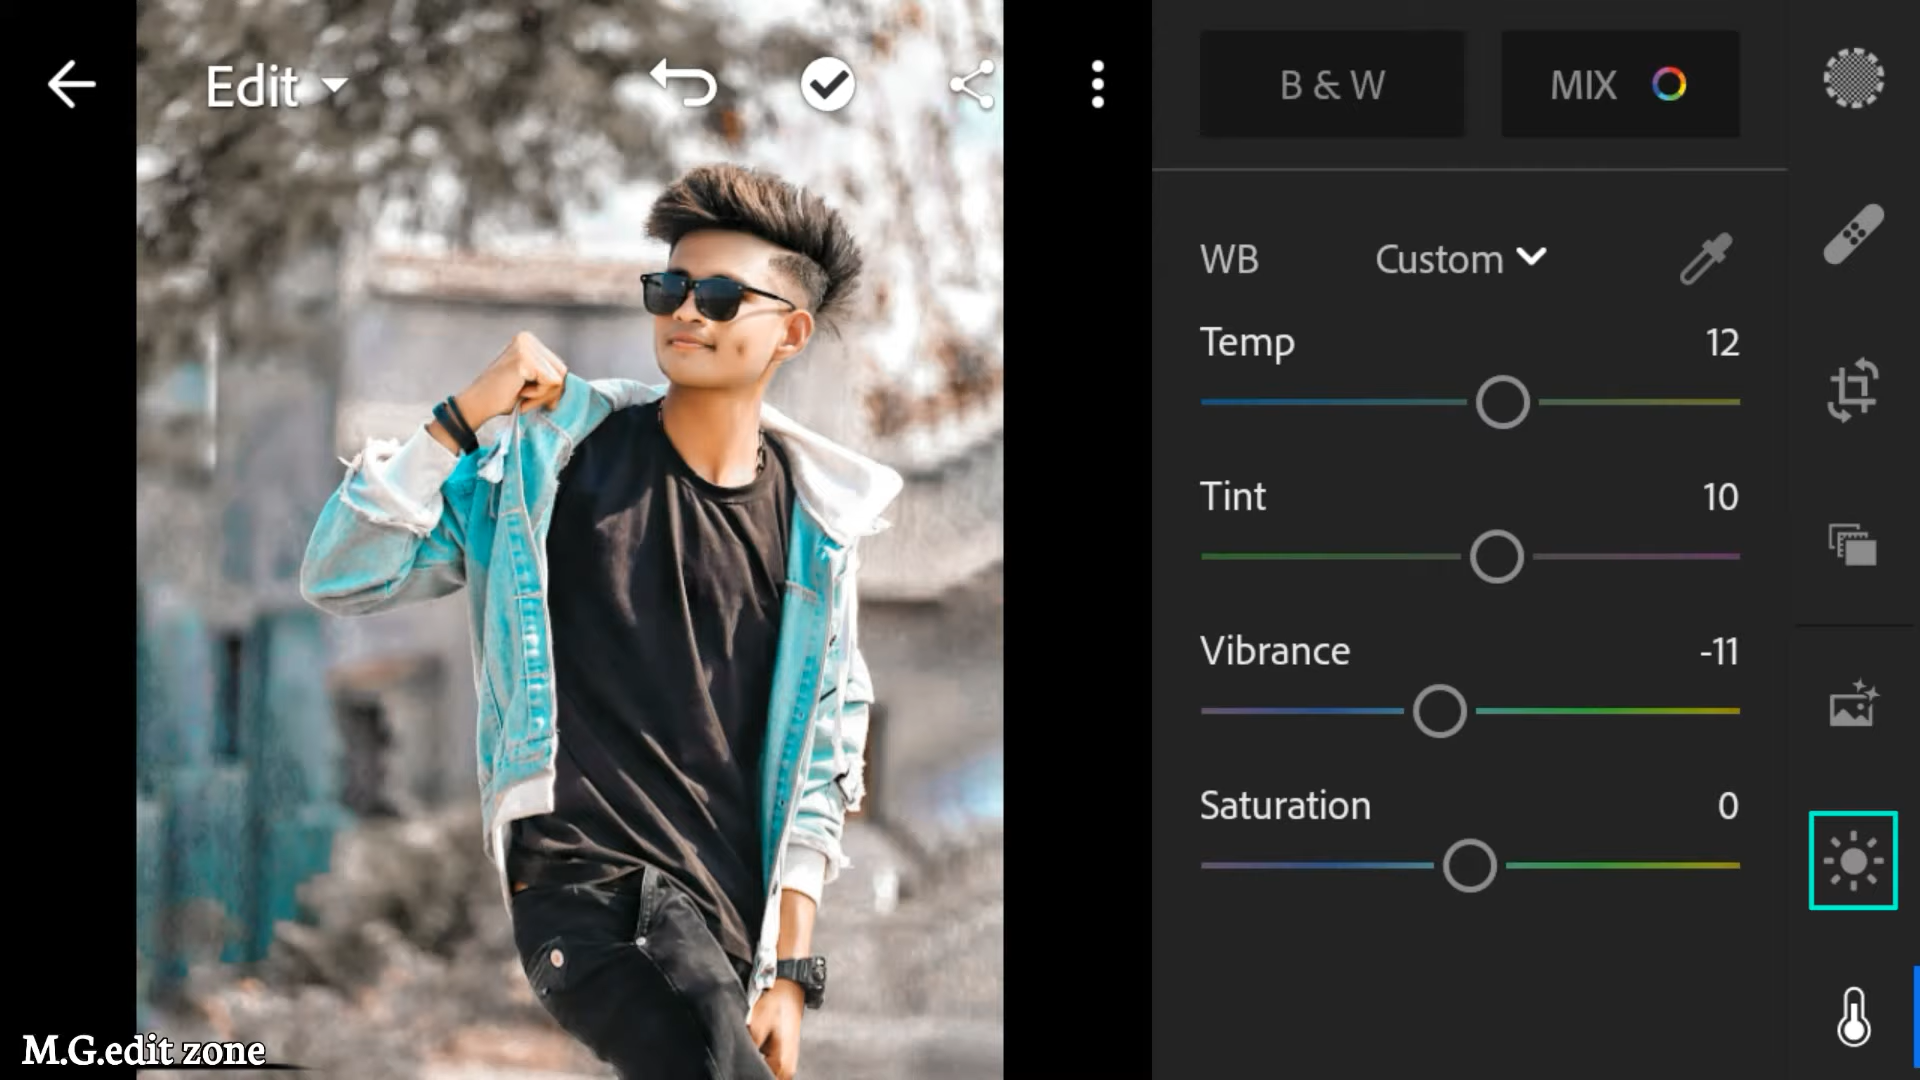 Edit
B & W
MIX
WB
Custom
Temp
12
Tint
10
Vibrance
-11
Saturation
0
M.G.edit zone